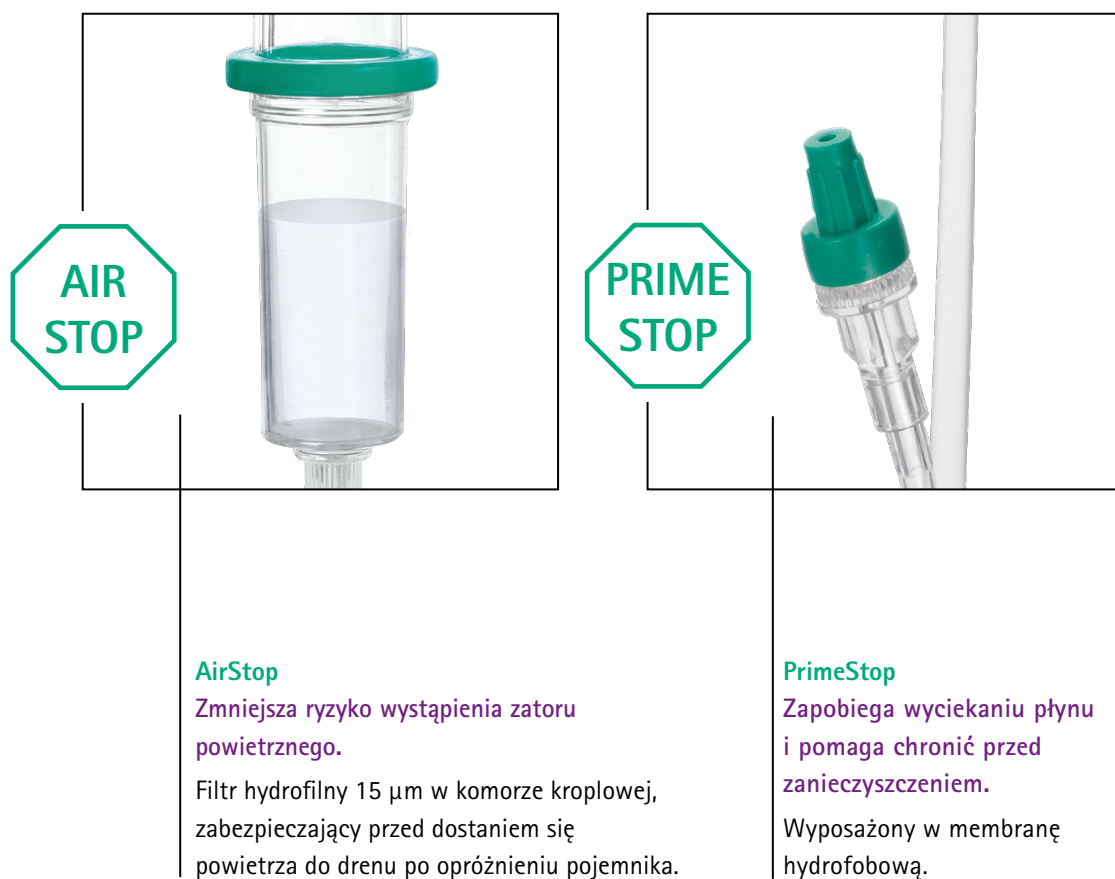 AIR
STOP
PRIME
STOP
AirStop
Zmniejsza ryzyko wystąpienia zatoru
powietrznego.
Filtr hydrofilny 15 μm w komorze kroplowej,
zabezpieczający przed dostaniem się
powietrza do drenu po opróżnieniu pojemnika.
PrimeStop
Zapobiega wyciekaniu płynu
i pomaga chronić przed
zanieczyszczeniem.
Wyposażony w membranę
hydrofobową.